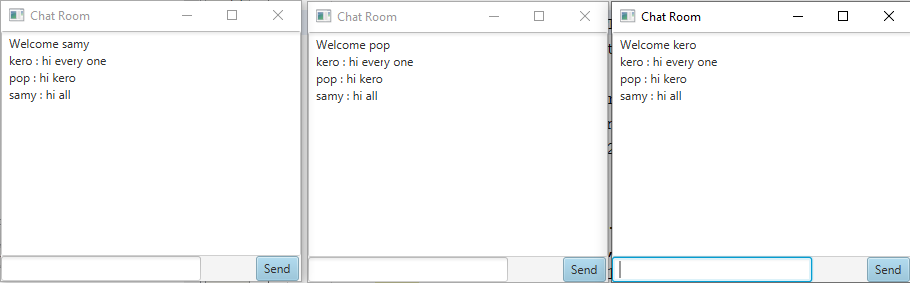 Chat Room
Welcome samy
kero : hi every one
pop : hi kero
samy : hi all
Send
Chat Room
Welcome pop
kero : hi every one
pop : hi kero
samy : hi all
Send
Chat Room
Welcome kero
kero : hi every one
pop : hi kero
samy : hi all
Send